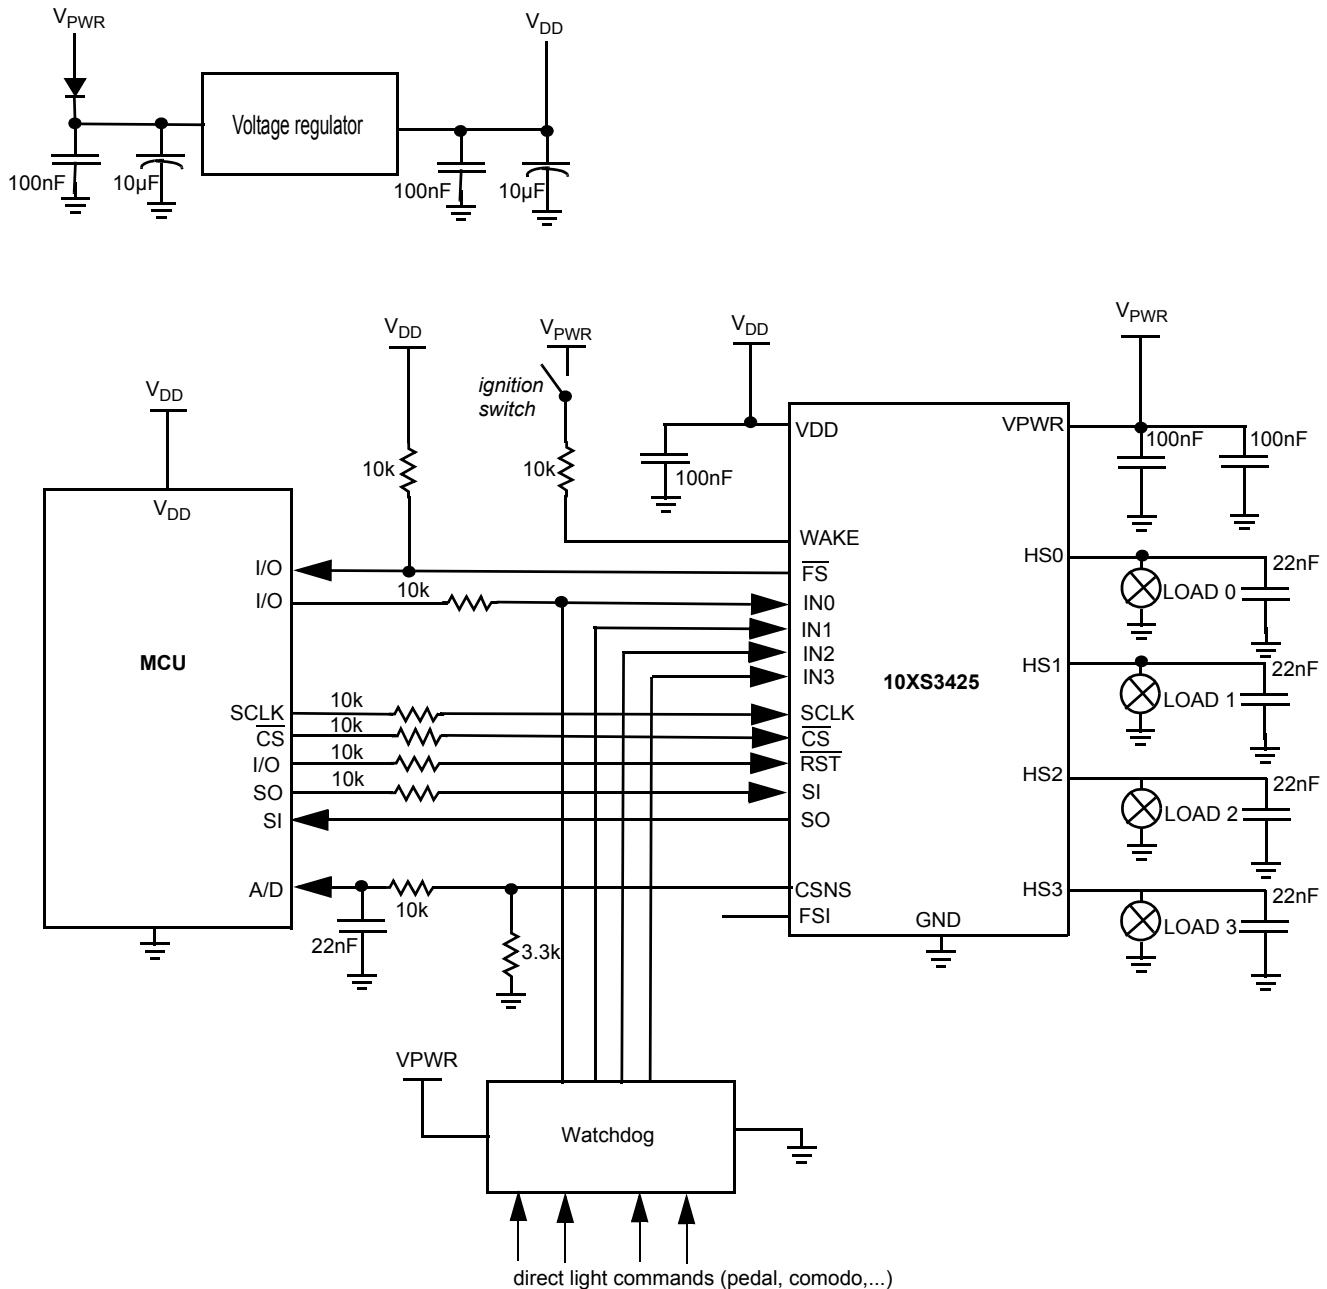 VPWR
VDD
Voltage regulator
100nF
10µF
100nF
10µF
VDD
VPWR
VDD
VPWR
VDD
ignition
switch
10k
10k
100nF
VDD
VPWR
100nF
100nF
VDD
WAKE
HS0
22nF
I/O
FS
10k
I/O
IN0
LOAD 0
IN1
MCU
IN2
HS1
22nF
IN3
10XS3425
LOAD 1
10k
SCLK
SCLK
10k
CS
CS
10k
I/O
RST
HS2
22nF
10k
SO
SI
LOAD 2
SI
SO
A/D
10k
CSNS
HS3
22nF
FSI
GND
LOAD 3
22nF
3.3k
VPWR
Watchdog
direct light commands (pedal, comodo,...)